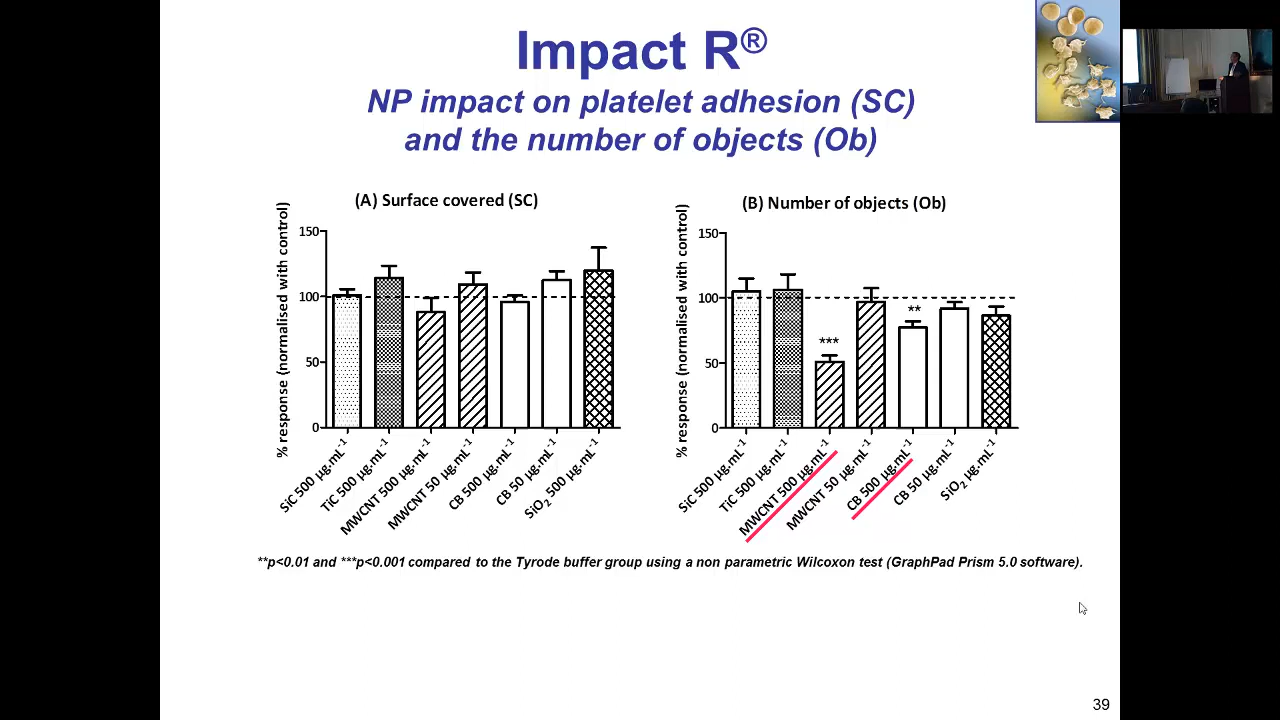 Impact R®
NP impact on platelet adhesion (SC)
and the number of objects (Ob)
(A) Surface covered (SC)
% response (normalised with control)
150
100
50
0
SiC 500 µg.mL-1
TiC 500 µg.mL-1
MWCNT 500 µg.mL-1
MWCNT 50 µg.mL-1
CB 500 µg.mL-1
CB 50 µg.mL-1
SiO2 500 µg.mL-1
(B) Number of objects (Ob)
% response (normalised with control)
150
100
50
0
***
**
SiC 500 µg.mL-1
TiC 500 µg.mL-1
MWCNT 500 µg.mL-1
MWCNT 50 µg.mL-1
CB 500 µg.mL-1
CB 50 µg.mL-1
SiO2 µg.mL-1
**p<0.01 and ***p<0.001 compared to the Tyrode buffer group using a non parametric Wilcoxon test (GraphPad Prism 5.0 software).
39